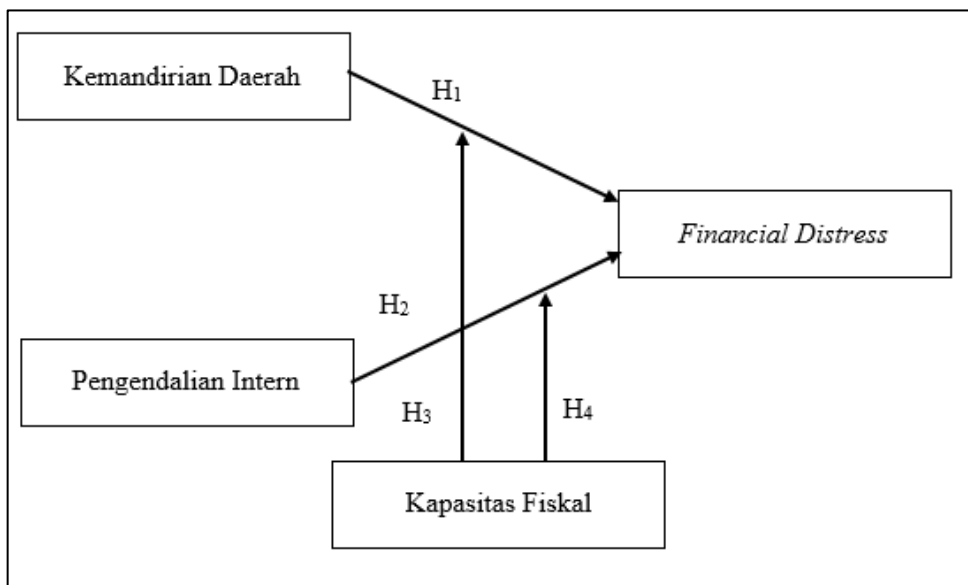 Kemandirian Daerah
H₁
Financial Distress
H₂
Pengendalian Intern
H₃
H₄
Kapasitas Fiskal